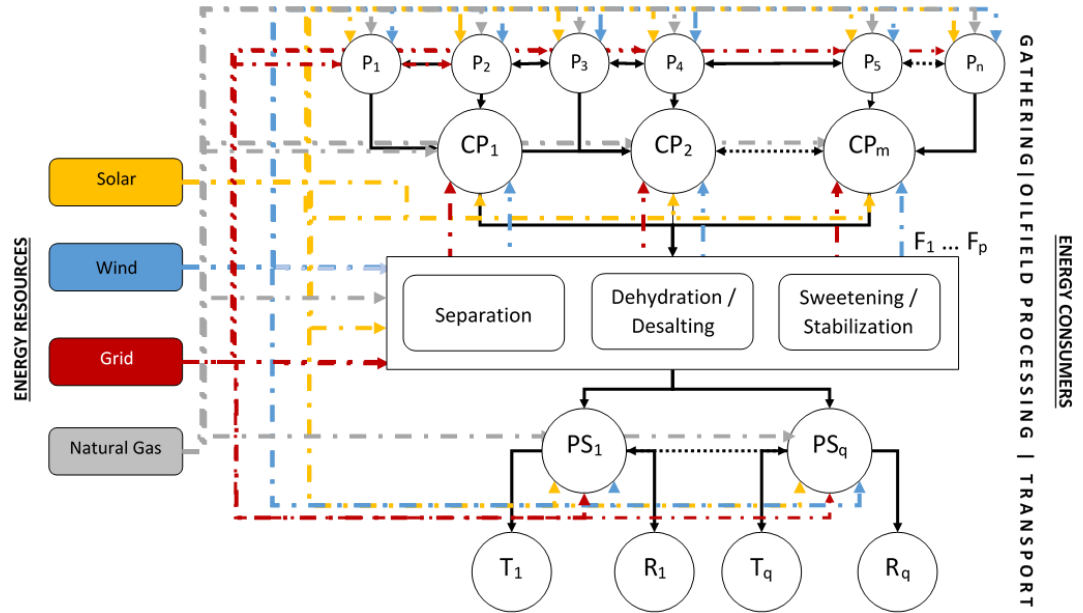 P1
P2
P3
P4
P5
Pn
CP1
CP2
CPm
Solar
Wind
Grid
Natural Gas
ENERGY RESOURCES
F1 ... Fp
Separation
Dehydration /
Desalting
Sweetening /
Stabilization
PS1
PSq
T1
R1
Tq
Rq
GATHERING|OILFIELD PROCESSING | TRANSPORT
ENERGY CONSUMERS